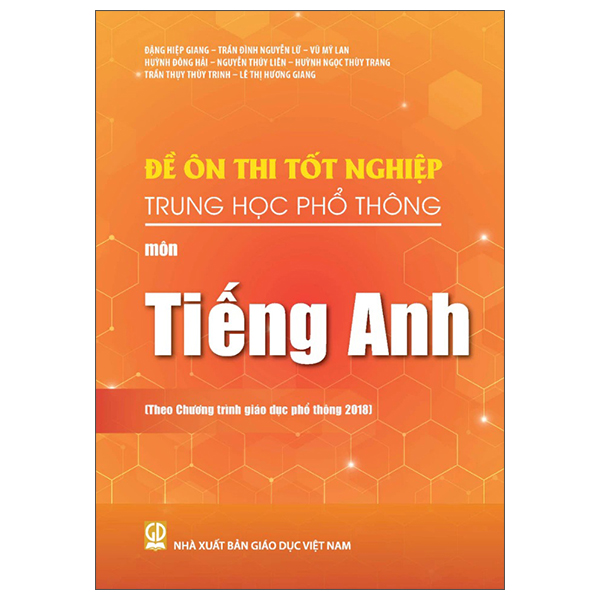 ĐẶNG HIỆP GIANG – TRẦN ĐÌNH NGUYỄN LỮ – VŨ MỸ LAN
HUỲNH ĐÔNG HẢI – NGUYỄN THÚY LIÊN – HUỲNH NGỌC THÙY TRANG
TRẦN THỤY THÙY TRINH – LÊ THỊ HƯƠNG GIANG
ĐỀ ÔN THI TỐT NGHIỆP
TRUNG HỌC PHỔ THÔNG
môn
Tiếng Anh
(Theo Chương trình giáo dục phổ thông 2018)
GD
NHÀ XUẤT BẢN GIÁO DỤC VIỆT NAM